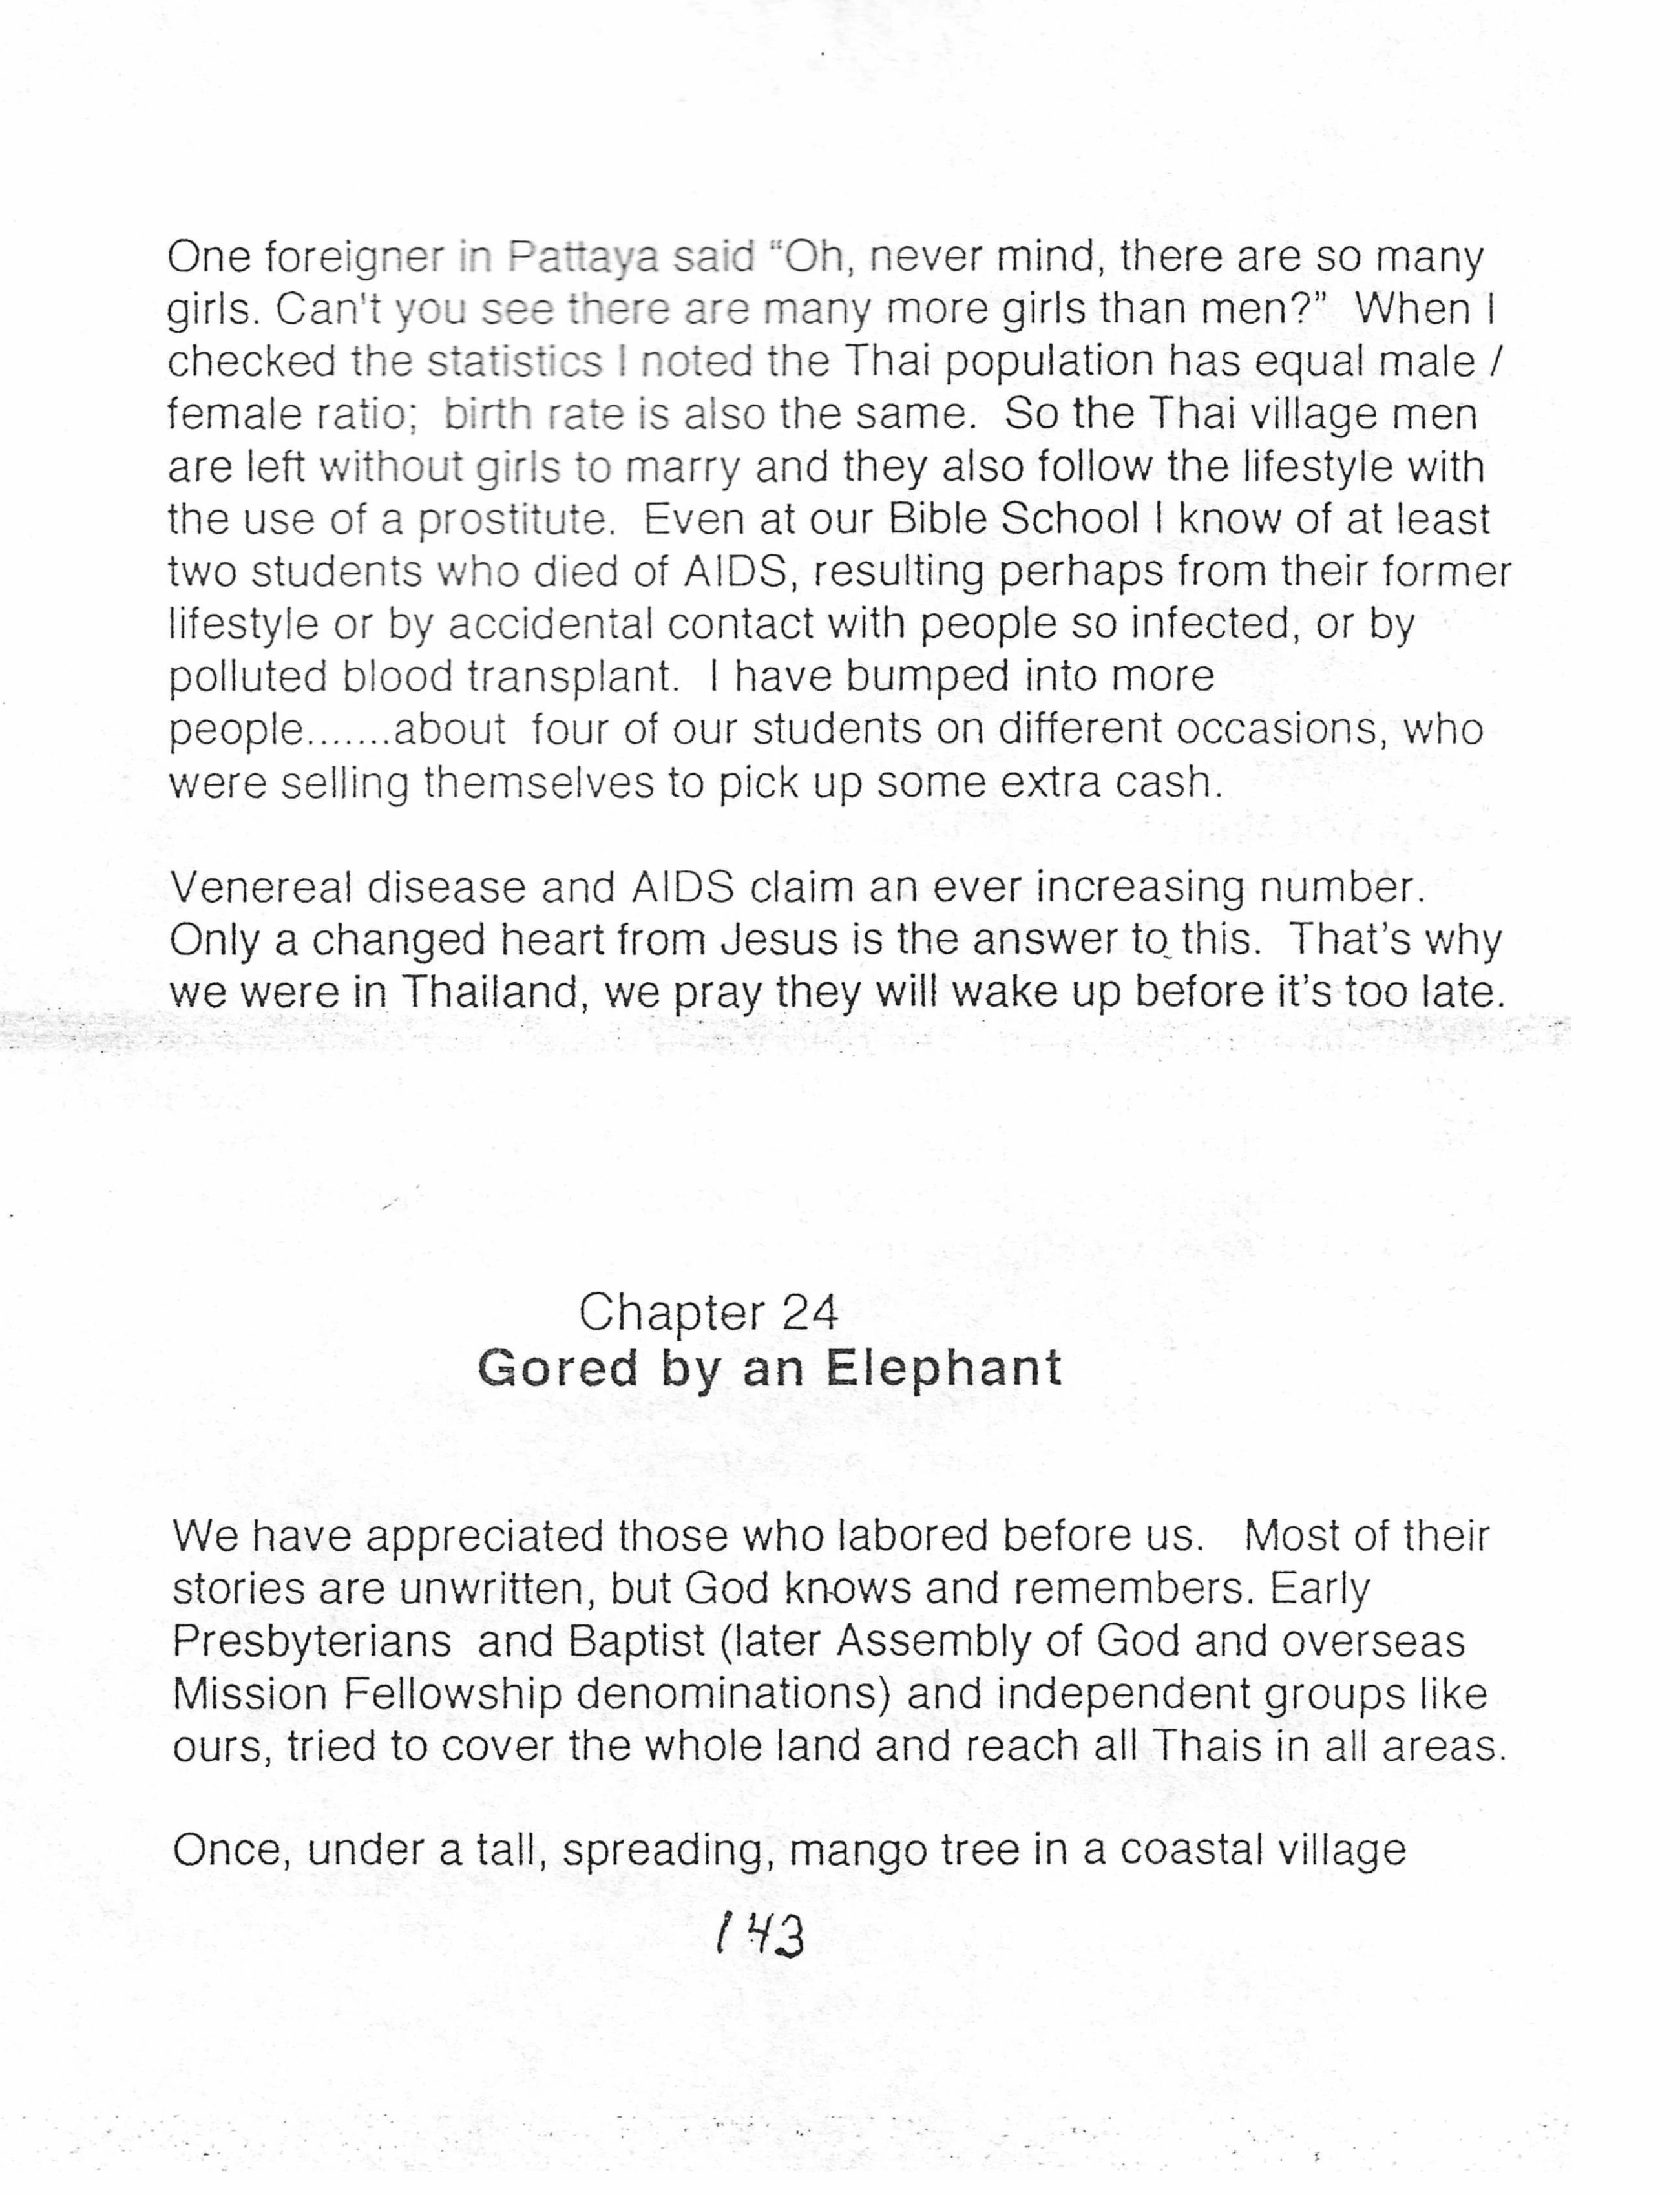 One foreigner in Pattaya said “Oh, never mind, there are so many
girls. Can't you see there are many more girls than men?” When I
checked the statistics I noted the Thai population has equal male /
female ratio; birth rate is also the same. So the Thai village men
are left without girls to marry and they also follow the lifestyle with
the use of a prostitute. Even at our Bible School I know of at least
two students who died of AIDS, resulting perhaps from their former
lifestyle or by accidental contact with people so infected, or by
polluted blood transplant. I have bumped into more
people.......about four of our students on different occasions, who
were selling themselves to pick up some extra cash.
Venereal disease and AIDS claim an ever increasing number.
Only a changed heart from Jesus is the answer to this. That's why
we were in Thailand, we pray they will wake up before it's too late.
Chapter 24
Gored by an Elephant
We have appreciated those who labored before us. Most of their
stories are unwritten, but God knows and remembers. Early
Presbyterians and Baptist (later Assembly of God and overseas
Mission Fellowship denominations) and independent groups like
ours, tried to cover the whole land and reach all Thais in all areas.
Once, under a tall, spreading, mango tree in a coastal village
143